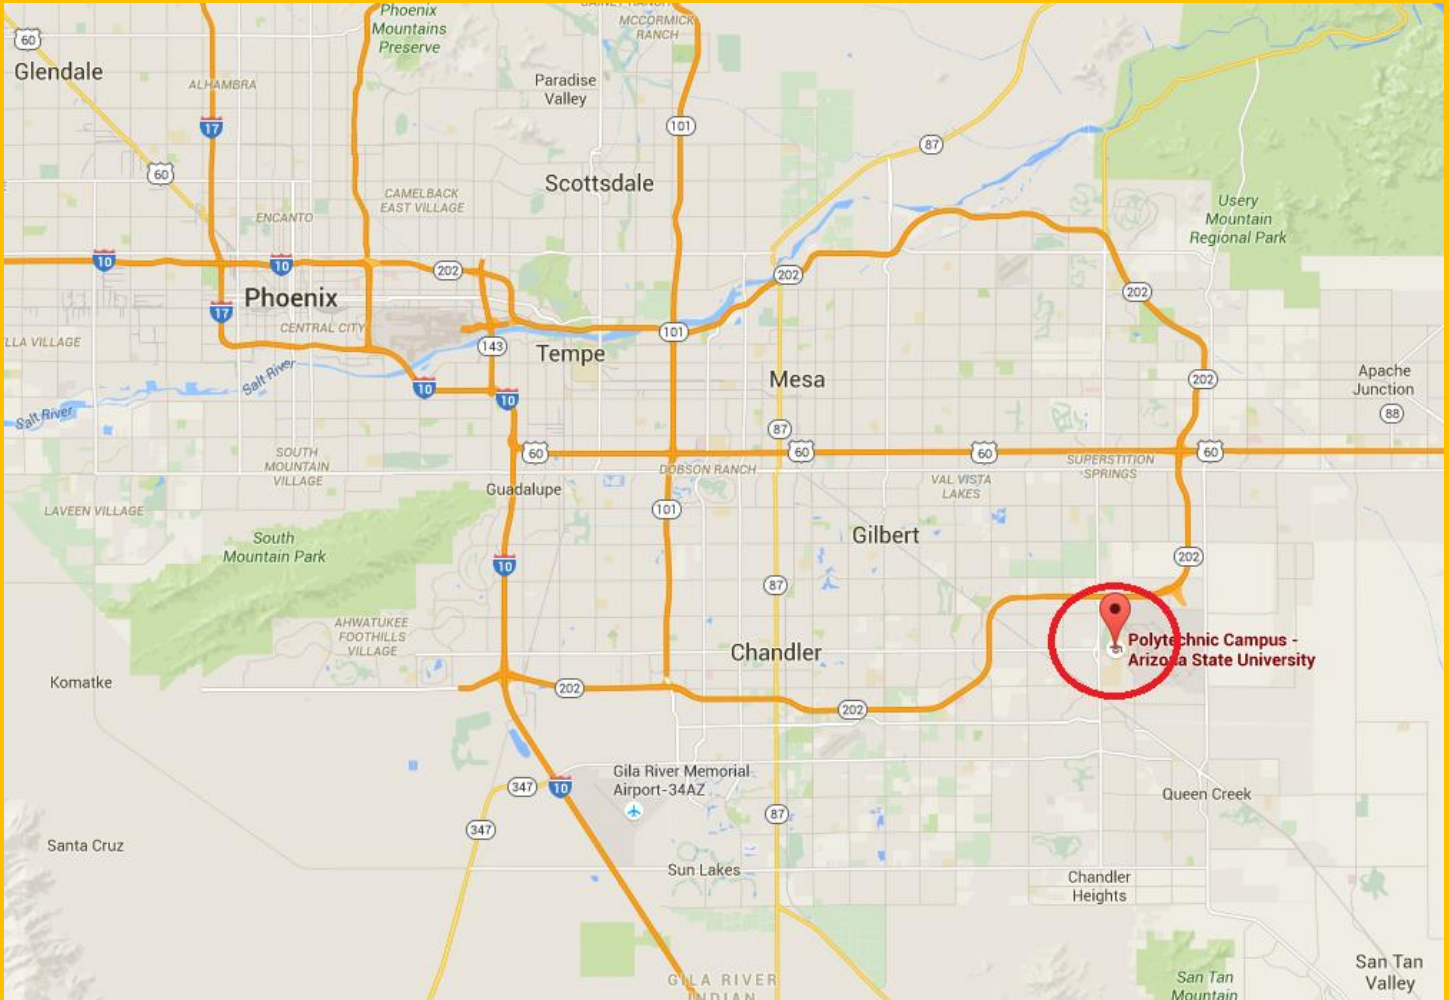 Phoenix
Mountains
Preserve
MCCORMICK
RANCH
60
Glendale
ALHAMBRA
Paradise
Valley
17
101
87
60
Scottsdale
CAMELBACK
EAST VILLAGE
ENCANTO
Usery
Mountain
Regional Park
10
10
202
202
202
Phoenix
17
CENTRAL CITY
101
LLA VILLAGE
143
Tempe
Salt River
Mesa
202
Apache
Junction
10
10
88
Salt River
87
60
60
60
60
SOUTH
MOUNTAIN
VILLAGE
DOBSON RANCH
SUPERSTITION
SPRINGS
Guadalupe
VAL VISTA
LAKES
LAVEEN VILLAGE
101
South
Mountain Park
Gilbert
10
202
87
AHWATUKEE
FOOTHILLS
VILLAGE
Chandler
Polytechnic Campus -
Arizona State University
Komatke
202
202
Gila River Memorial
Airport-34AZ
347
10
Queen Creek
87
347
Santa Cruz
Sun Lakes
Chandler
Heights
San Tan
Valley
GILA RIVER
INDIAN
San Tan
Mountain